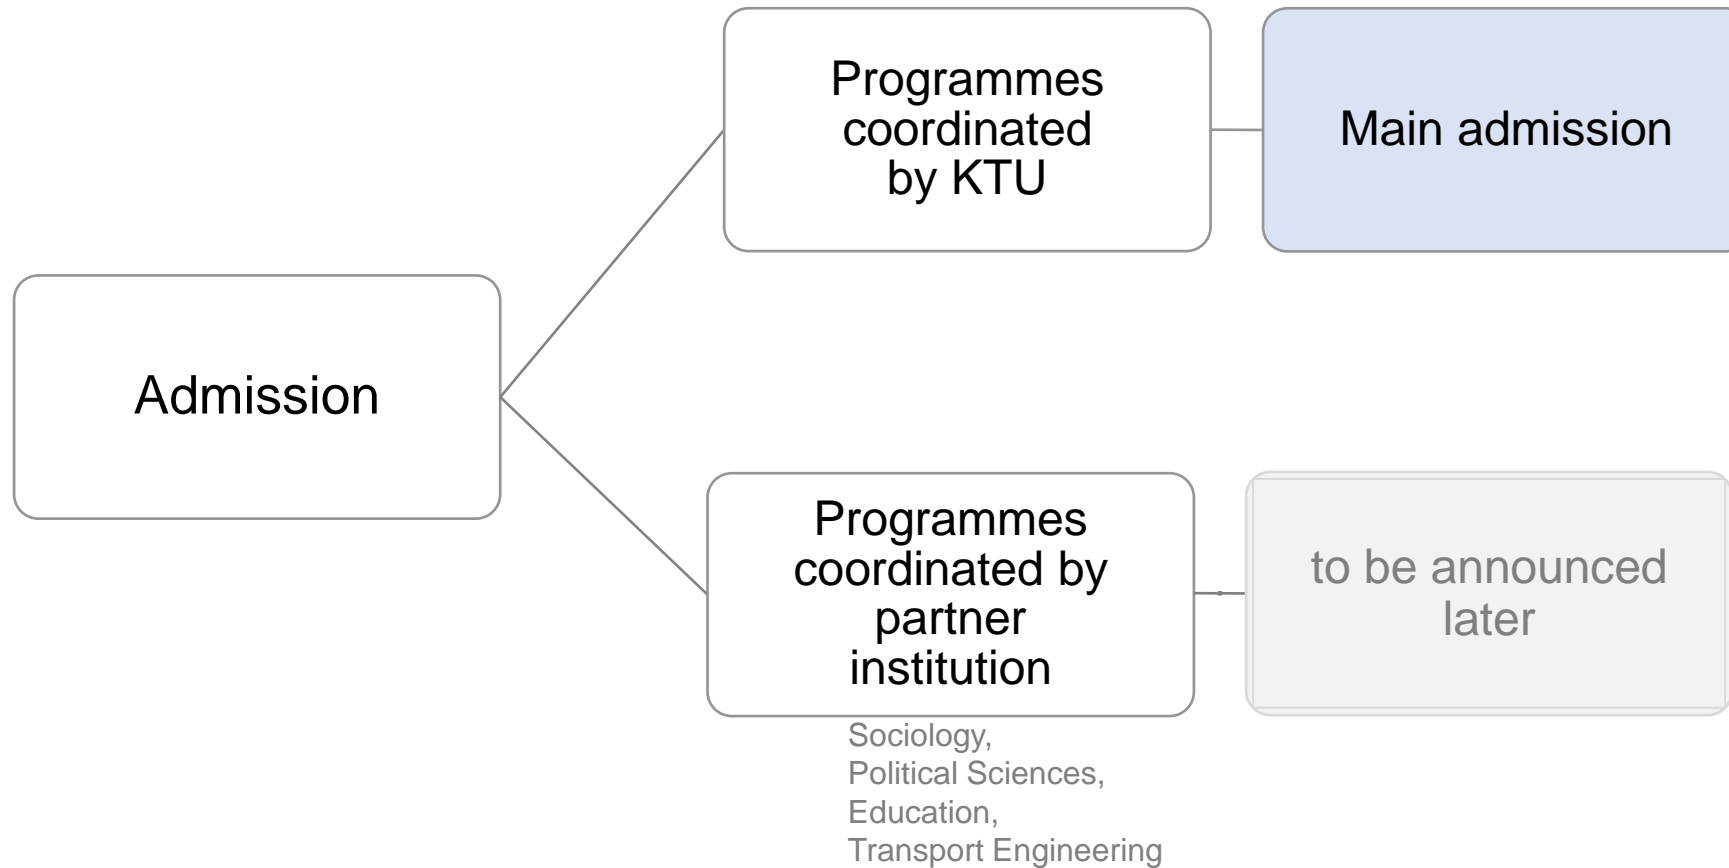 Programmes
coordinated
by KTU
Main admission
Admission
Programmes
coordinated by
partner
institution
to be announced
later
Sociology,
Political Sciences,
Education,
Transport Engineering